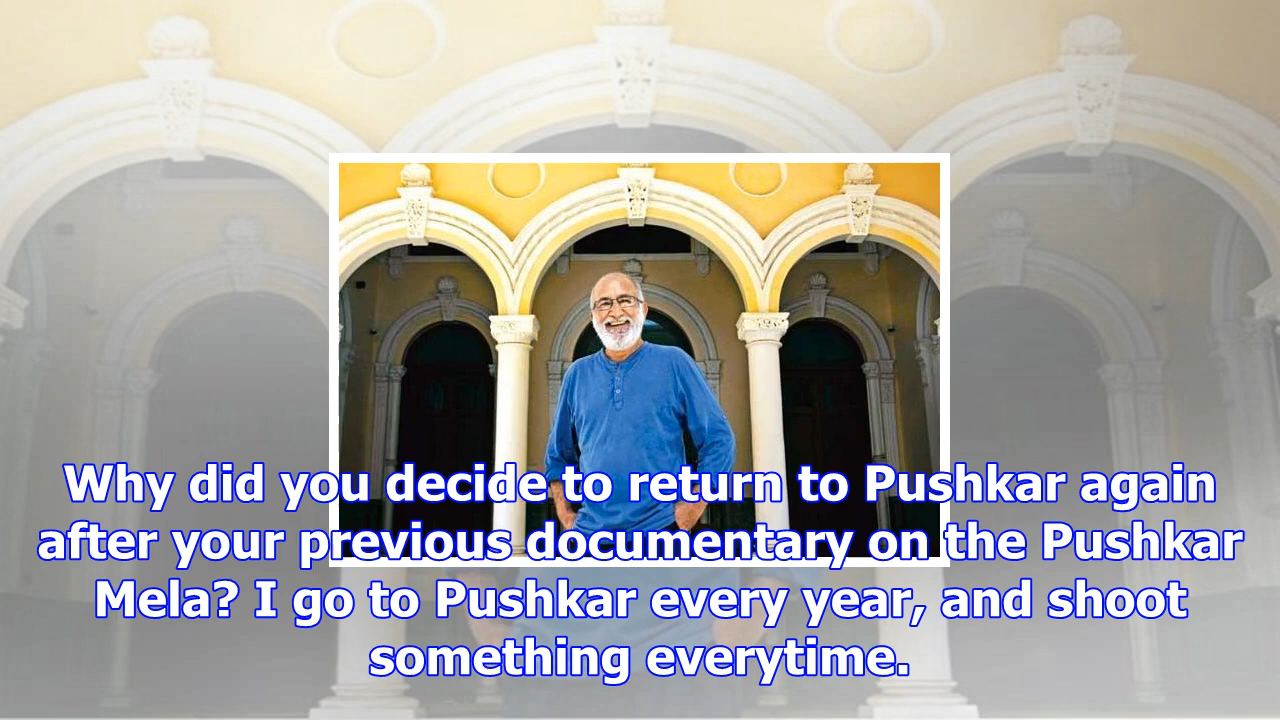 Why did you decide to return to Pushkar again
after your previous documentary on the Pushkar
Mela? I go to Pushkar every year, and shoot
something everytime.